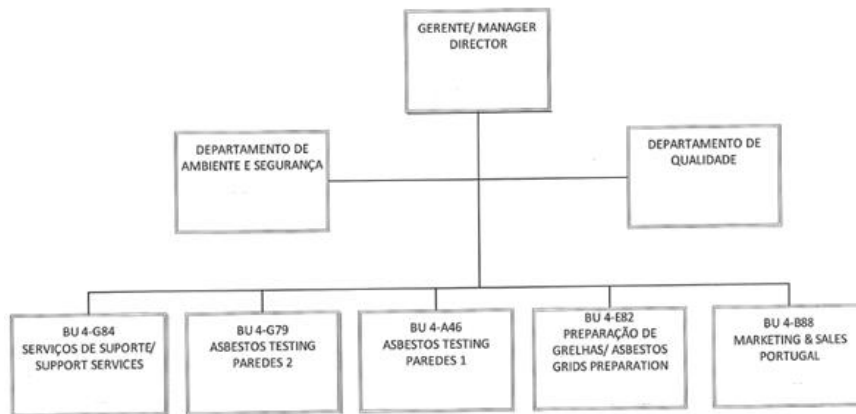 GERENTE/ MANAGER
DIRECTOR
DEPARTAMENTO DE
AMBIENTE E SEGURANÇA
DEPARTAMENTO DE
QUALIDADE
BU 4-G84
SERVIÇOS DE SUPORTE/
SUPPORT SERVICES
BU 4-G79
ASBESTOS TESTING
PAREDES 2
BU 4-A46
ASBESTOS TESTING
PAREDES 1
BU 4-E82
PREPARAÇÃO DE
GRELHAS/ ASBESTOS
GRIDS PREPARATION
BU 4-B88
MARKETING & SALES
PORTUGAL